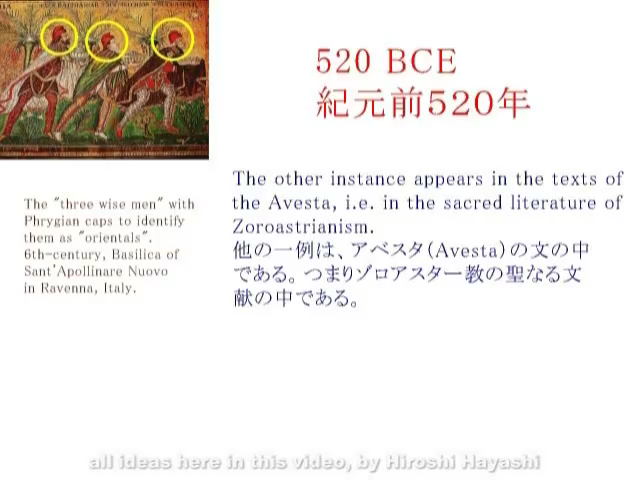 520 BCE
紀元前520年
The other instance appears in the texts of
the Avesta, i.e. in the sacred literature of
Zoroastrianism.
他の一例は、アベスタ(Avesta)の文の中
である。つまりゾロアスター教の聖なる文
献の中である。
The "three wise men" with
Phrygian caps to identify
them as "orientals".
6th-century, Basilica of
Sant'Apollinare Nuovo
in Ravenna, Italy.
all ideas here in this video, by Hiroshi Hayashi